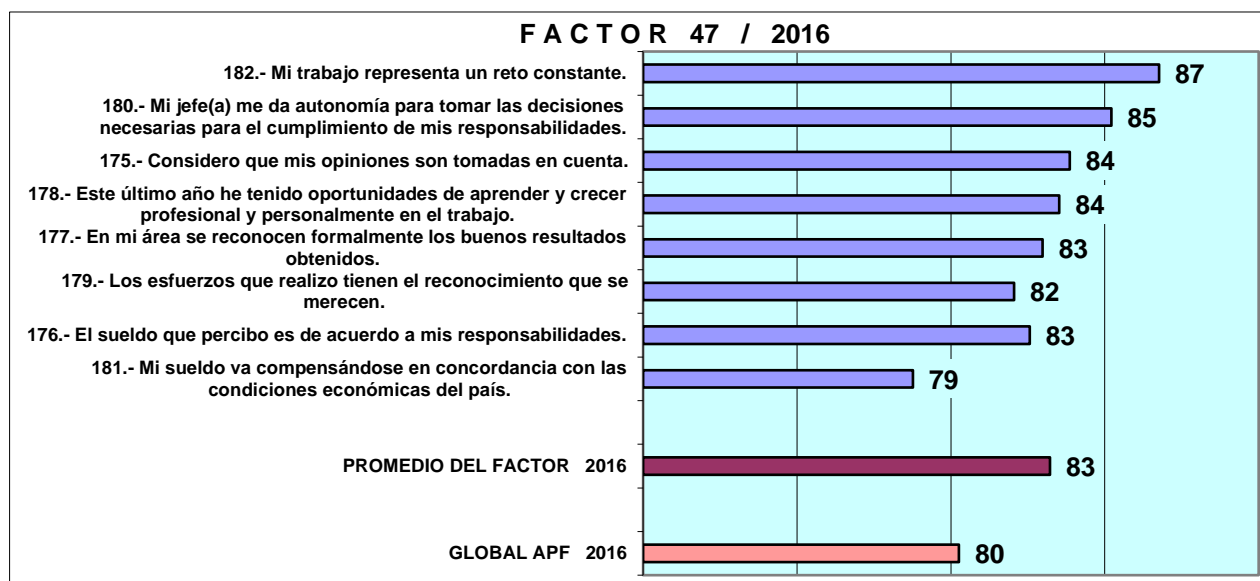 FACTOR 47 / 2016
182.- Mi trabajo representa un reto constante.
87
180.- Mi jefe(a) me da autonomía para tomar las decisiones
necesarias para el cumplimiento de mis responsabilidades.
85
175.- Considero que mis opiniones son tomadas en cuenta.
84
178.- Este último año he tenido oportunidades de aprender y crecer
profesional y personalmente en el trabajo.
84
177.- En mi área se reconocen formalmente los buenos resultados
obtenidos.
83
179.- Los esfuerzos que realizo tienen el reconocimiento que se
merecen.
82
176.- El sueldo que percibo es de acuerdo a mis responsabilidades.
83
181.- Mi sueldo va compensándose en concordancia con las
condiciones económicas del país.
79
PROMEDIO DEL FACTOR 2016
83
GLOBAL APF 2016
80